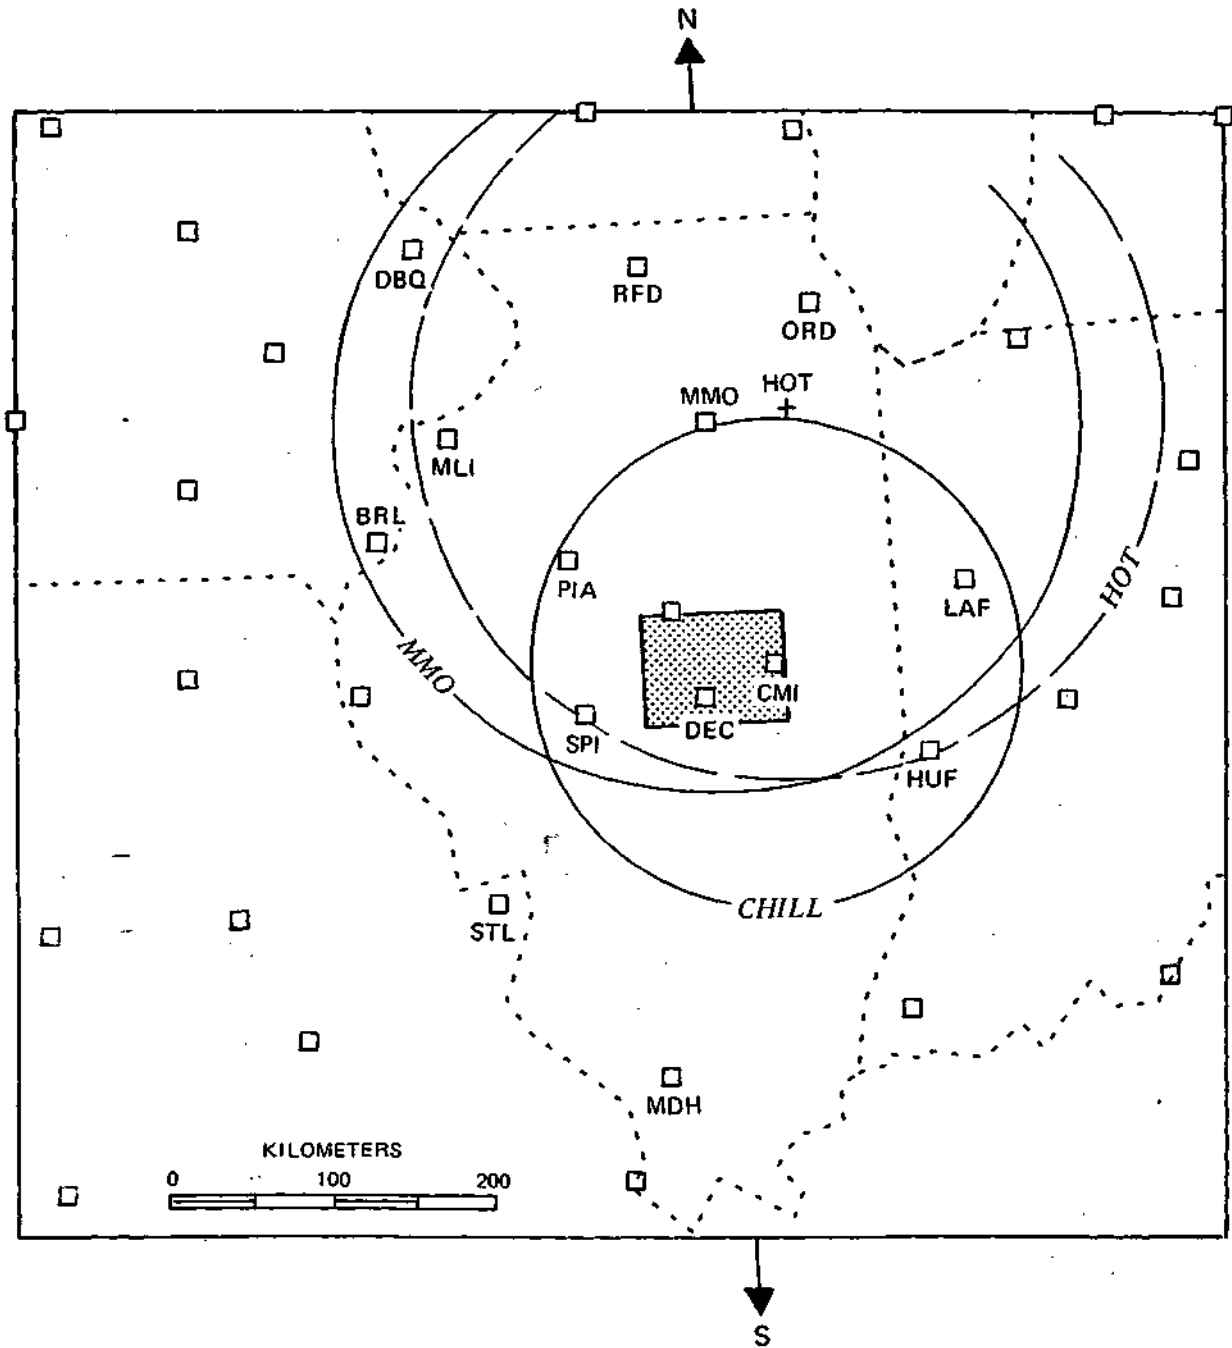 N
DBQ
RFD
ORD
MMO
HOT
MLI
BRL
PIA
LAF
HOT
MMO
CMI
SPI
DEC
HUF
CHILL
STL
MDH
KILOMETERS
0 100 200
S